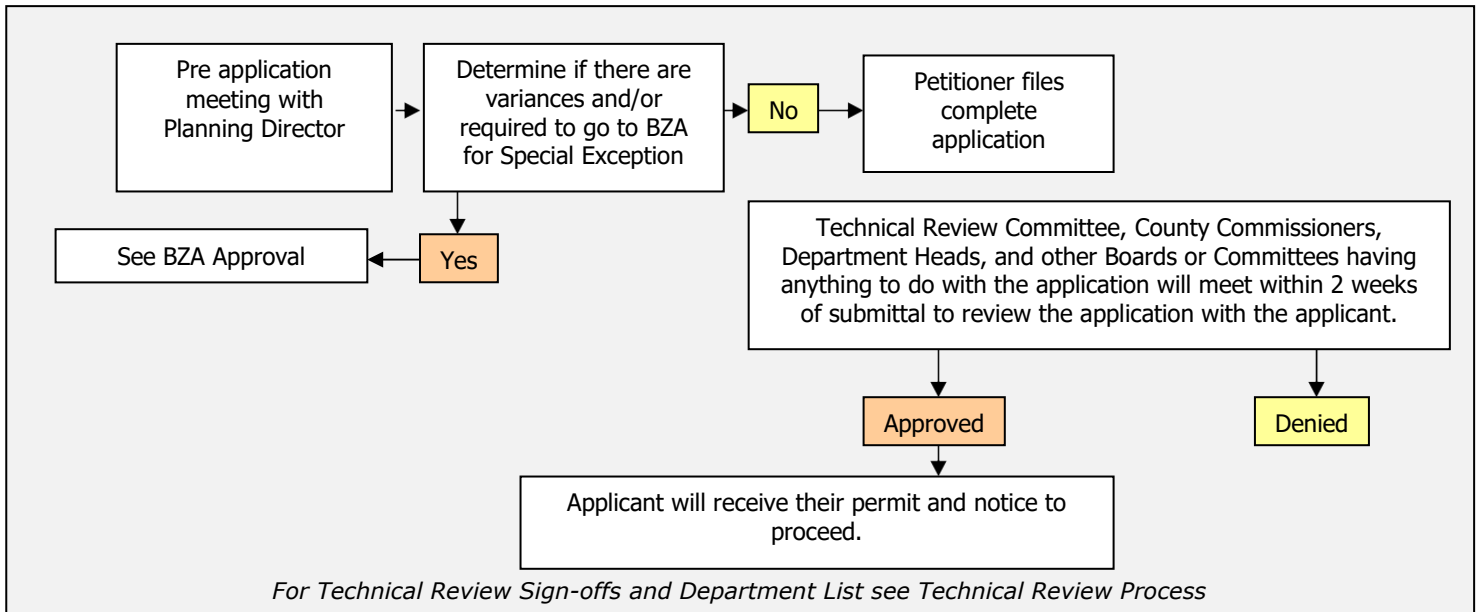 Pre application
meeting with
Planning Director
Determine if there are
variances and/or
required to go to BZA
for Special Exception
No
Petitioner files
complete
application
Yes
See BZA Approval
Technical Review Committee, County Commissioners,
Department Heads, and other Boards or Committees having
anything to do with the application will meet within 2 weeks
of submittal to review the application with the applicant.
Approved
Denied
Applicant will receive their permit and notice to
proceed.
For Technical Review Sign-offs and Department List see Technical Review Process